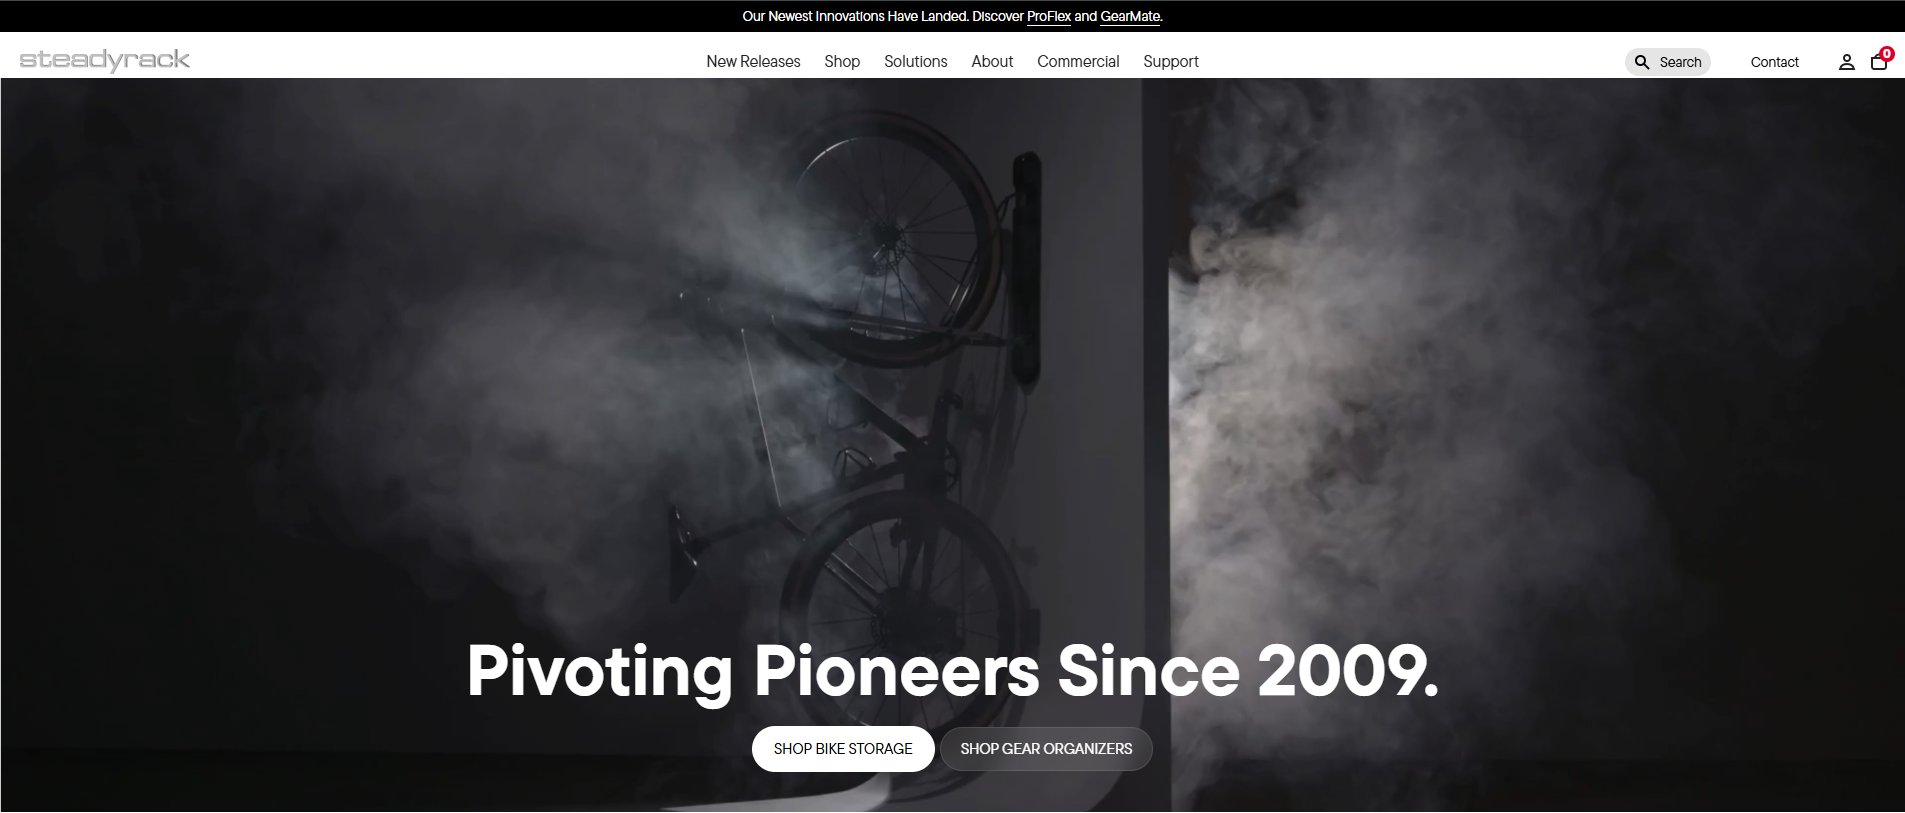 Our Newest Innovations Have Landed. Discover ProFlex and GearMate.
steadyrack
New Releases Shop Solutions About Commercial Support
Search Contact 0
Pivoting Pioneers Since 2009.
SHOP BIKE STORAGE SHOP GEAR ORGANIZERS